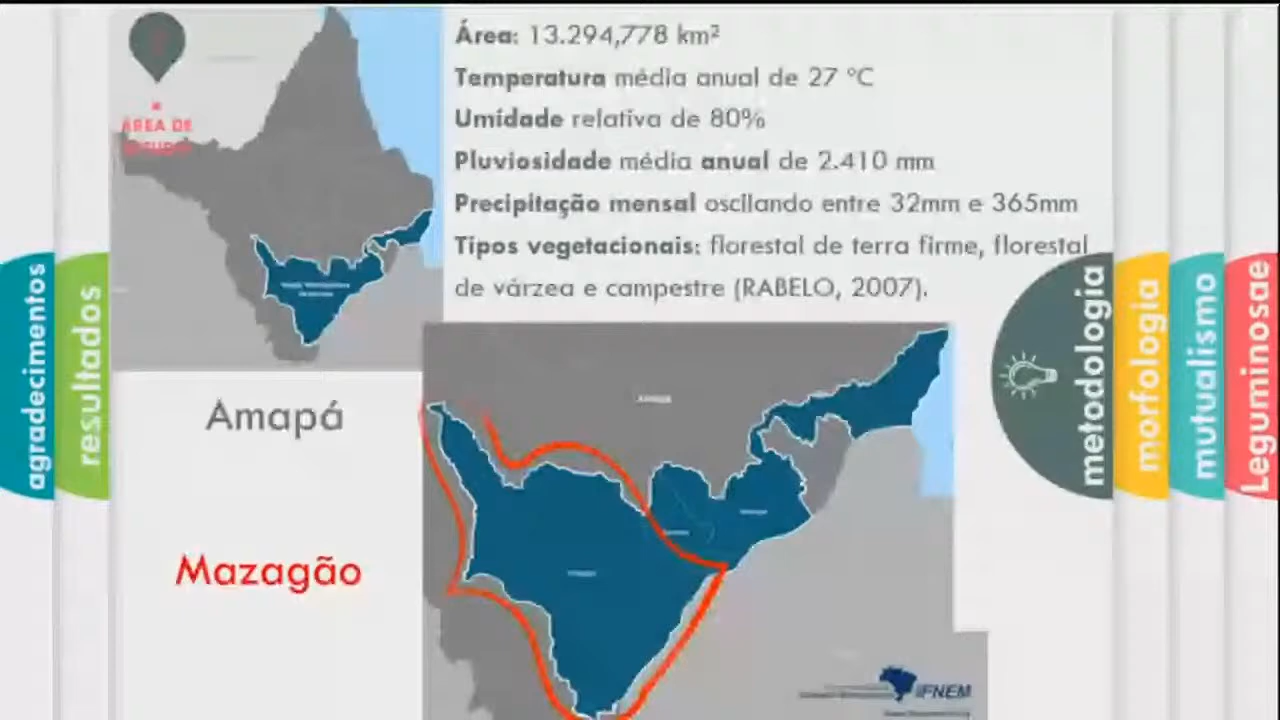 Área: 13.294,778 km²
Temperatura média anual de 27 °C
Umidade relativa de 80%
Pluviosidade média anual de 2.410 mm
Precipitação mensal oscilando entre 32mm e 365mm
Tipos vegetacionais: florestal de terra firme, florestal
de várzea e campestre (RABELO, 2007).
ÁREA DE
Amapá
Mazagão
agradecimentos
resultados
metodologia
morfologia
mutualismo
Leguminosae
IFNEM